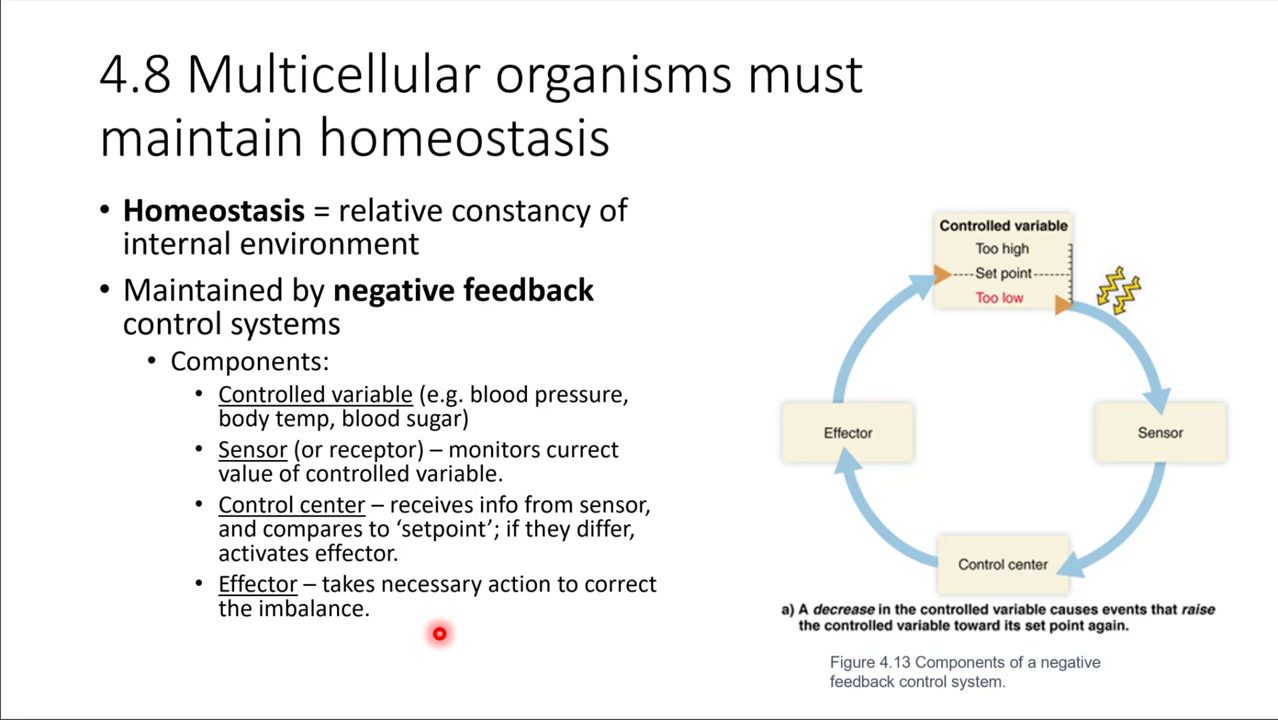 4.8 Multicellular organisms must
maintain homeostasis
• Homeostasis = relative constancy of
internal environment
• Maintained by negative feedback
control systems
• Components:
• Controlled variable (e.g. blood pressure,
body temp, blood sugar)
• Sensor (or receptor) – monitors currect
value of controlled variable.
• Control center – receives info from sensor,
and compares to ‘setpoint’; if they differ,
activates effector.
• Effector – takes necessary action to correct
the imbalance.
Controlled variable
Too high
Set point
Too low
Effector
Sensor
Control center
a) A decrease in the controlled variable causes events that raise
the controlled variable toward its set point again.
Figure 4.13 Components of a negative
feedback control system.